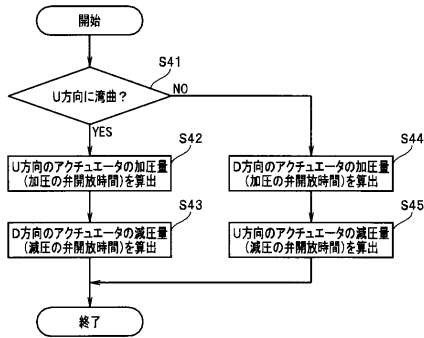 開始
S41
U方向に湾曲?
NO
YES
S42
U方向のアクチュエータの加圧量
(加圧の弁開放時間)を算出
S44
D方向のアクチュエータの加圧量
(加圧の弁開放時間)を算出
S43
D方向のアクチュエータの減圧量
(減圧の弁開放時間)を算出
S45
U方向のアクチュエータの減圧量
(減圧の弁開放時間)を算出
終了